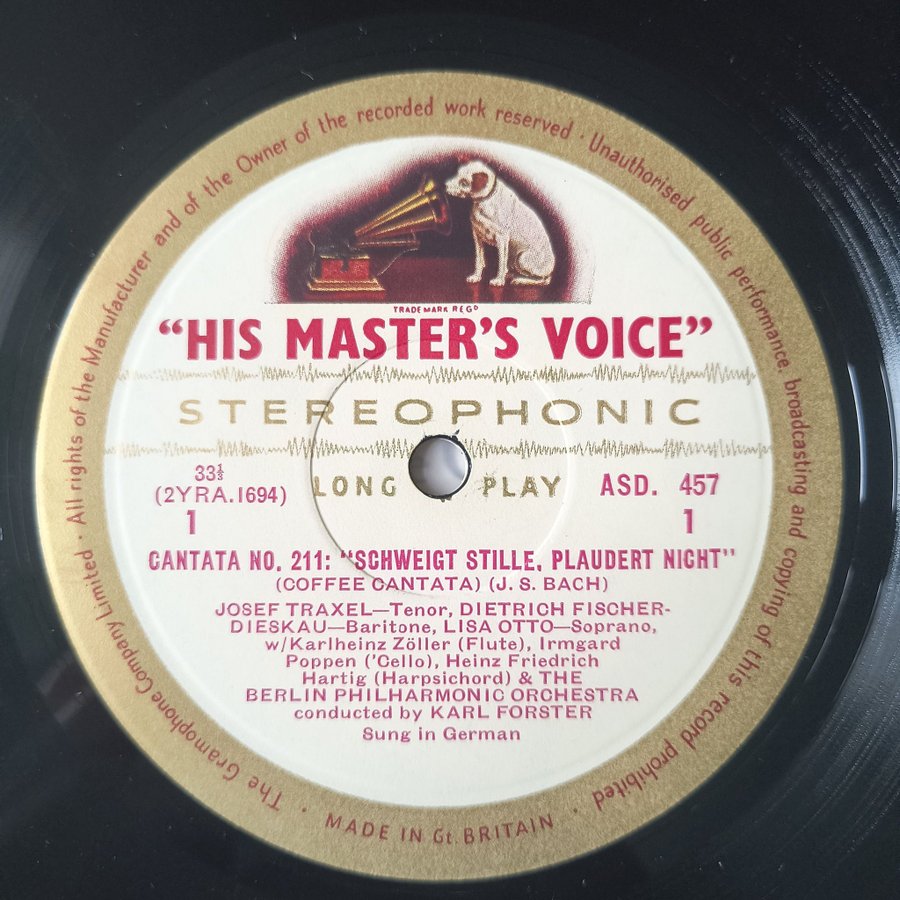 The Gramophone Company Limited · All rights of the Manufacturer and of the Owner of the recorded work reserved · Unauthorised public performance, broadcasting and copying of this record prohibited ·
TRADE MARK REGD
“HIS MASTER'S VOICE”
STEREOPHONIC
33⅓
(2YRA.1694)
1
LONG PLAY
ASD. 457
1
CANTATA NO. 211: "SCHWEIGT STILLE, PLAUDERT NICHT"
(COFFEE CANTATA) (J. S. BACH)
JOSEF TRAXEL—Tenor, DIETRICH FISCHER-
DIESKAU—Baritone, LISA OTTO—Soprano,
w/Karlheinz Zöller (Flute), Irmgard
Poppen ('Cello), Heinz Friedrich
Hartig (Harpsichord) & THE
BERLIN PHILHARMONIC ORCHESTRA
conducted by KARL FORSTER
Sung in German
MADE IN Gt. BRITAIN